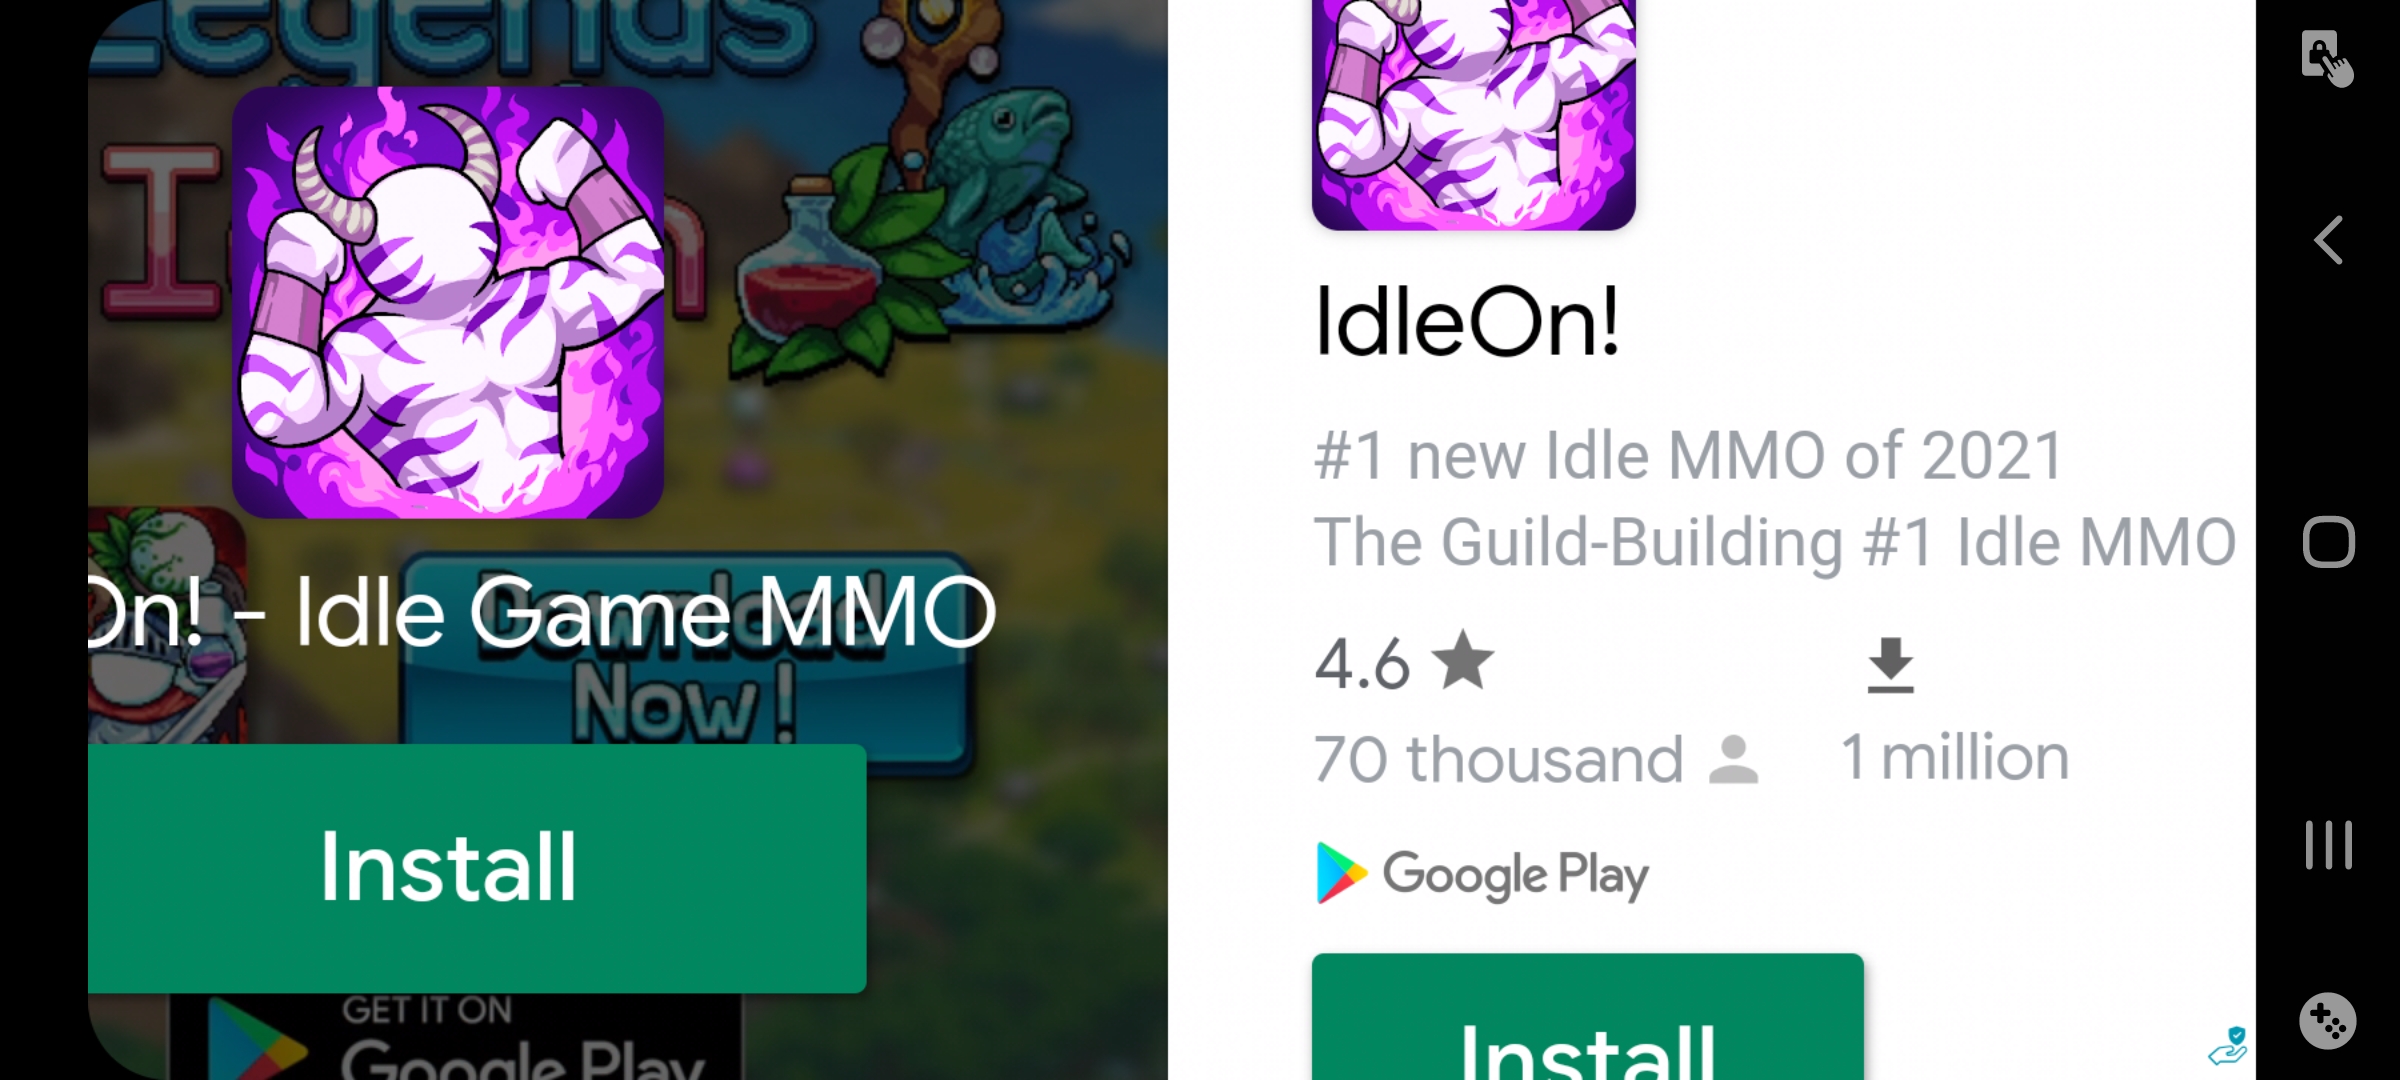 Legends
On! - Idle Game MMO
Download
Now!
Install
GET IT ON
Google Play
IdleOn!
#1 new Idle MMO of 2021
The Guild-Building #1 Idle MMO
4.6
70 thousand
1 million
Google Play
Install